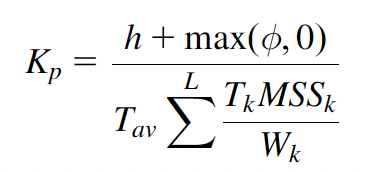 K_p = \frac{h + \max(\phi, 0)}{T_{av} \sum^{L} \frac{T_k MSS_k}{W_k}}